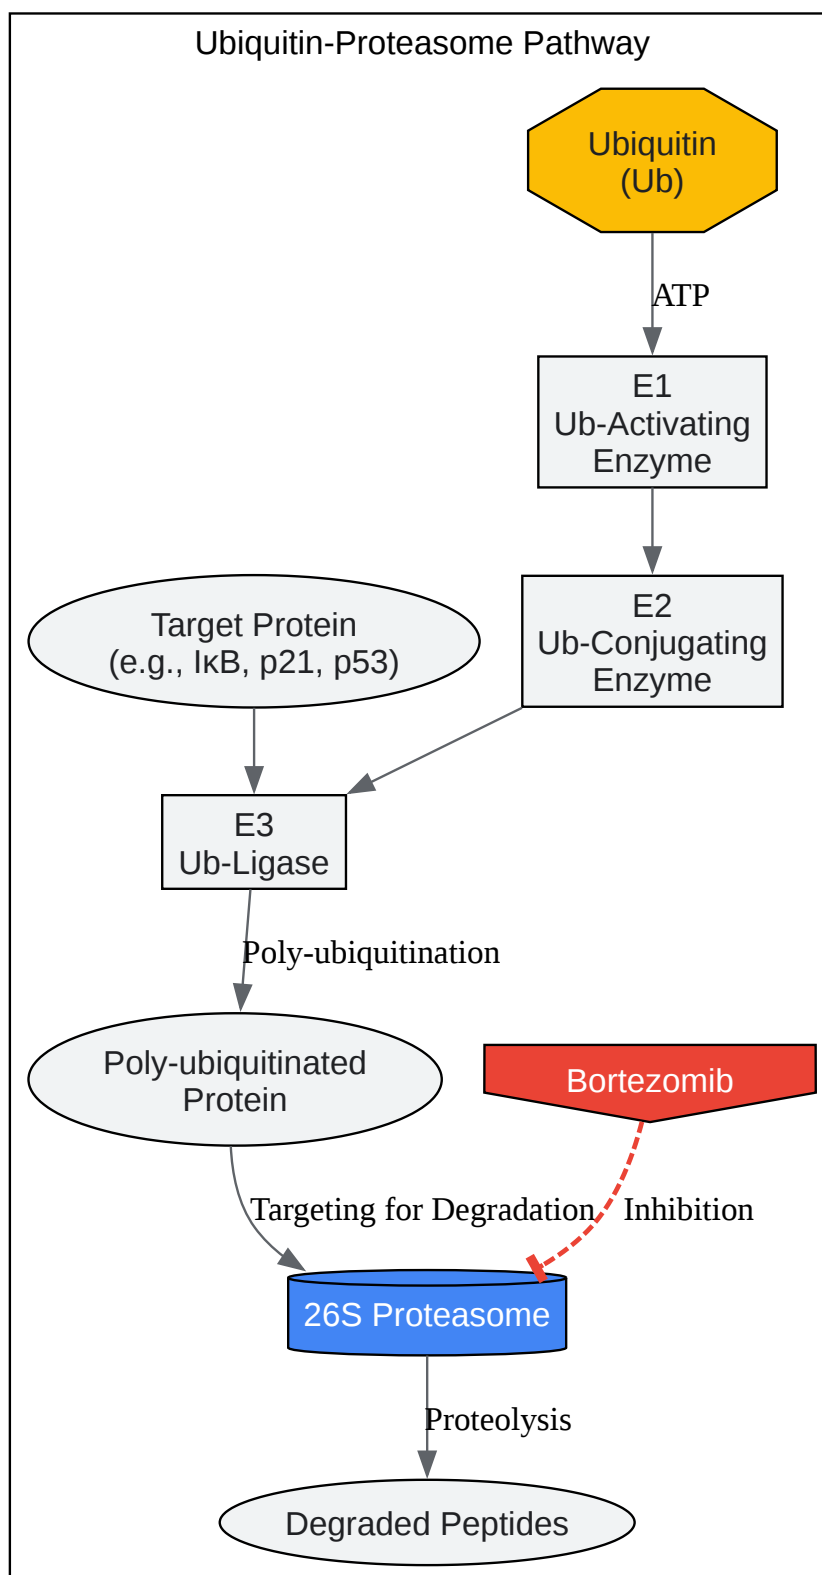 Ubiquitin-Proteasome Pathway
Ubiquitin
(Ub)
ATP
E1
Ub-Activating
Enzyme
Target Protein
(e.g., IκB, p21, p53)
E2
Ub-Conjugating
Enzyme
E3
Ub-Ligase
Poly-ubiquitination
Poly-ubiquitinated
Protein
Bortezomib
Targeting for Degradation
Inhibition
26S Proteasome
Proteolysis
Degraded Peptides